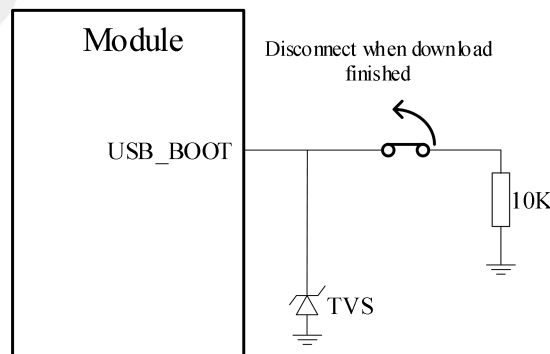 Module
Disconnect when download
finished
USB_BOOT
10K
TVS